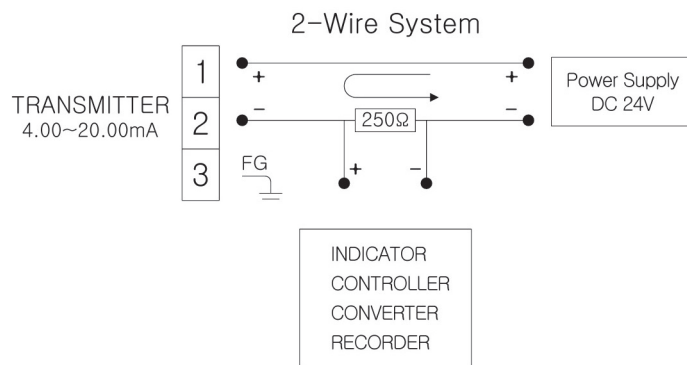 2-Wire System
TRANSMITTER
4.00~20.00mA
1
2
3
+
−
FG
250Ω
+
−
+
−
Power Supply
DC 24V
INDICATOR
CONTROLLER
CONVERTER
RECORDER